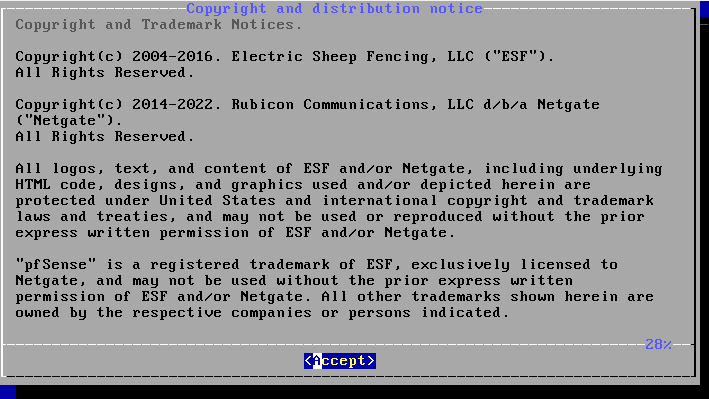 Copyright and distribution notice
Copyright and Trademark Notices.
Copyright(c) 2004-2016. Electric Sheep Fencing, LLC ("ESF").
All Rights Reserved.
Copyright(c) 2014-2022. Rubicon Communications, LLC d/b/a Netgate
("Netgate").
All Rights Reserved.
All logos, text, and content of ESF and/or Netgate, including underlying
HTML code, designs, and graphics used and/or depicted herein are
protected under United States and international copyright and trademark
laws and treaties, and may not be used or reproduced without the prior
express written permission of ESF and/or Netgate.
"pfSense" is a registered trademark of ESF, exclusively licensed to
Netgate, and may not be used without the prior express written
permission of ESF and/or Netgate. All other trademarks shown herein are
owned by the respective companies or persons indicated.
28%
<Accept>